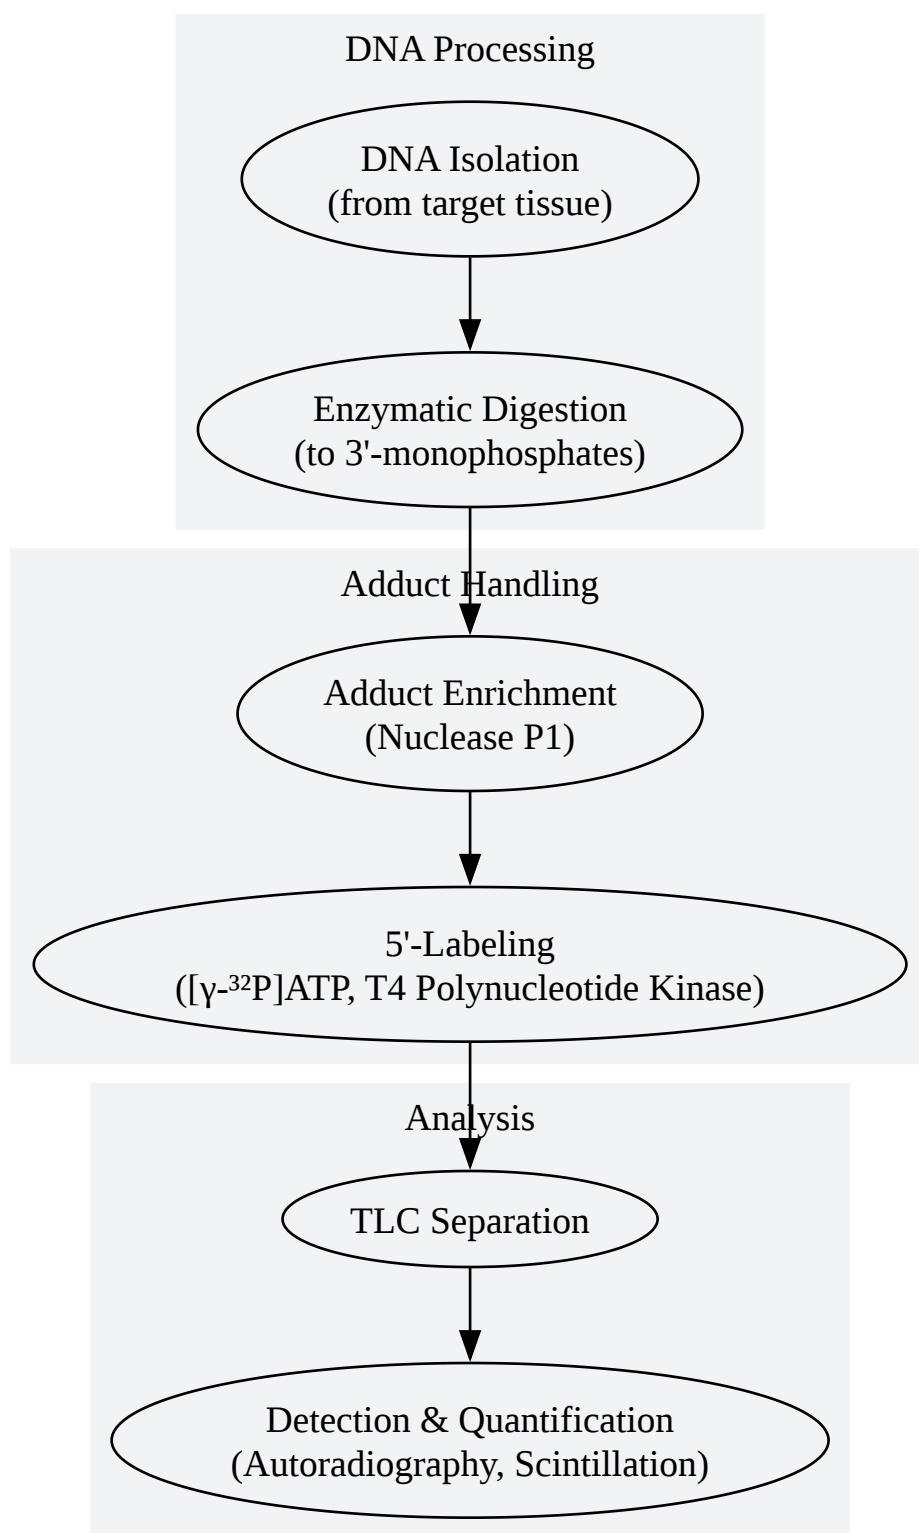 DNA Processing
DNA Isolation
(from target tissue)
Enzymatic Digestion
(to 3'-monophosphates)
Adduct Handling
Adduct Enrichment
(Nuclease P1)
5'-Labeling
([γ-³²P]ATP, T4 Polynucleotide Kinase)
Analysis
TLC Separation
Detection & Quantification
(Autoradiography, Scintillation)